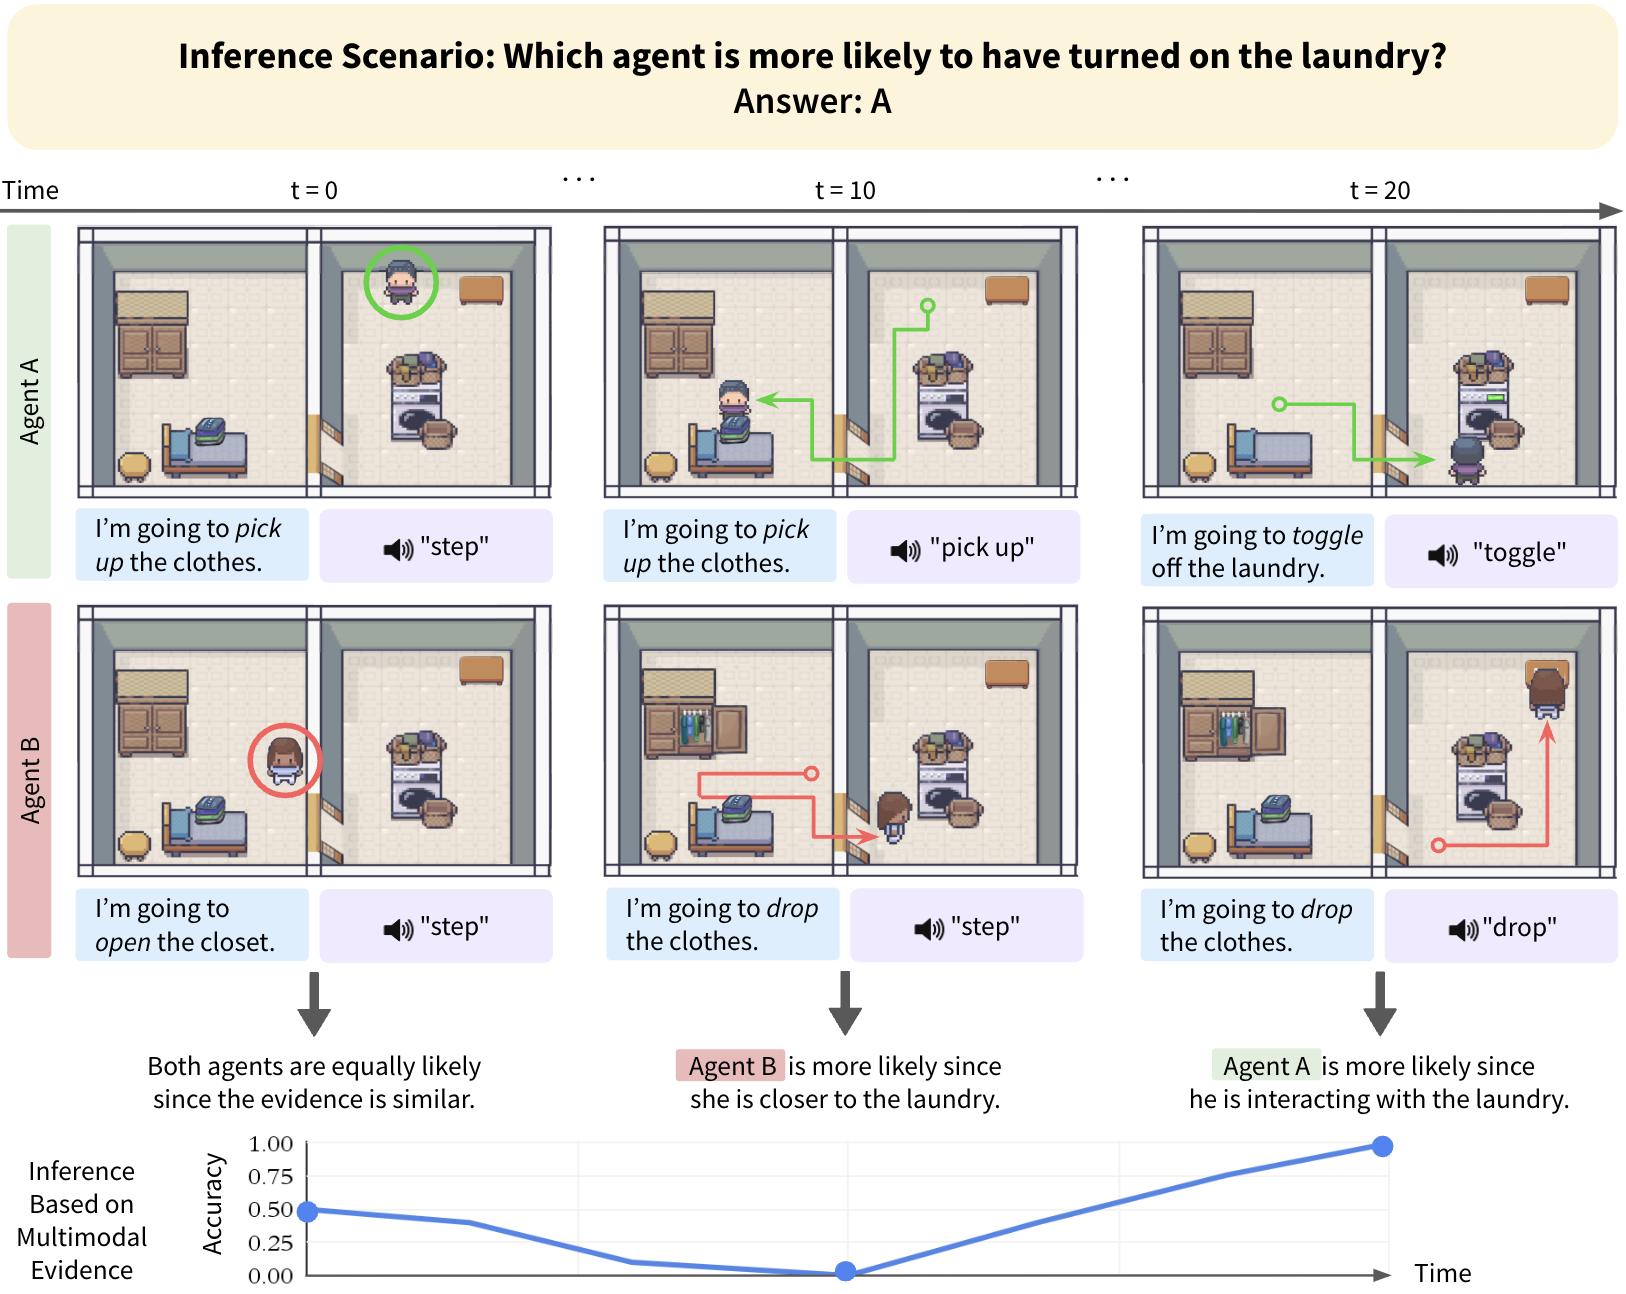 Inference Scenario: Which agent is more likely to have turned on the laundry?
Answer: A
Time
t = 0
...
t = 10
...
t = 20
Agent A
I'm going to pick
up the clothes.
"step"
I'm going to pick
up the clothes.
"pick up"
I'm going to toggle
off the laundry.
"toggle"
Agent B
I'm going to
open the closet.
"step"
I'm going to drop
the clothes.
"step"
I'm going to drop
the clothes.
"drop"
Both agents are equally likely
since the evidence is similar.
Agent B is more likely since
she is closer to the laundry.
Agent A is more likely since
he is interacting with the laundry.
Inference
Based on
Multimodal
Evidence
Accuracy
1.00
0.75
0.50
0.25
0.00
Time